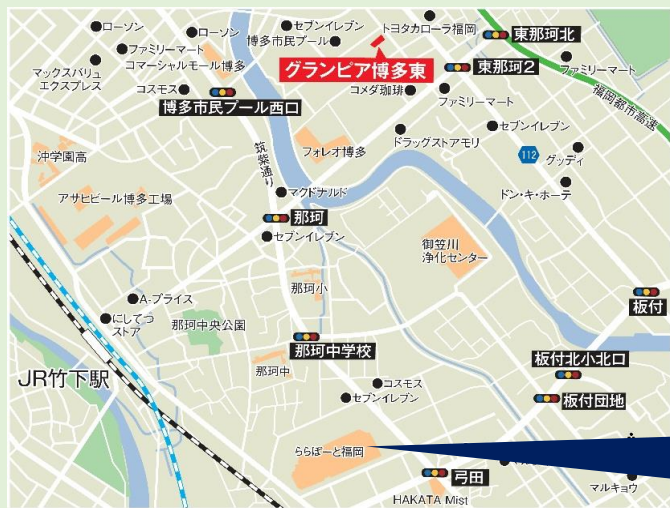 ローソン
ローソン
セブンイレブン
トヨタカローラ福岡
東那珂北
ファミリーマート
コマーシャルモール博多
博多市民プール
グランピア博多東
東那珂2
ファミリーマート
マックスバリュ
エクスプレス
コスモス
博多市民プール西口
コメダ珈琲
ファミリーマート
福岡都市高速
沖学園高
筑紫通り
フォレオ博多
ドラッグストアモリ
セブンイレブン
112
グッディ
アサヒビール博多工場
マクドナルド
ドン・キ・ホーテ
那珂
セブンイレブン
御笠川
浄化センター
A-プライス
那珂小
板付
にしてつ
ストア
那珂中央公園
那珂中学校
板付北小北口
JR竹下駅
那珂中
コスモス
セブンイレブン
板付団地
ららぽーと福岡
弓田
マルキョウ
HAKATA Mist